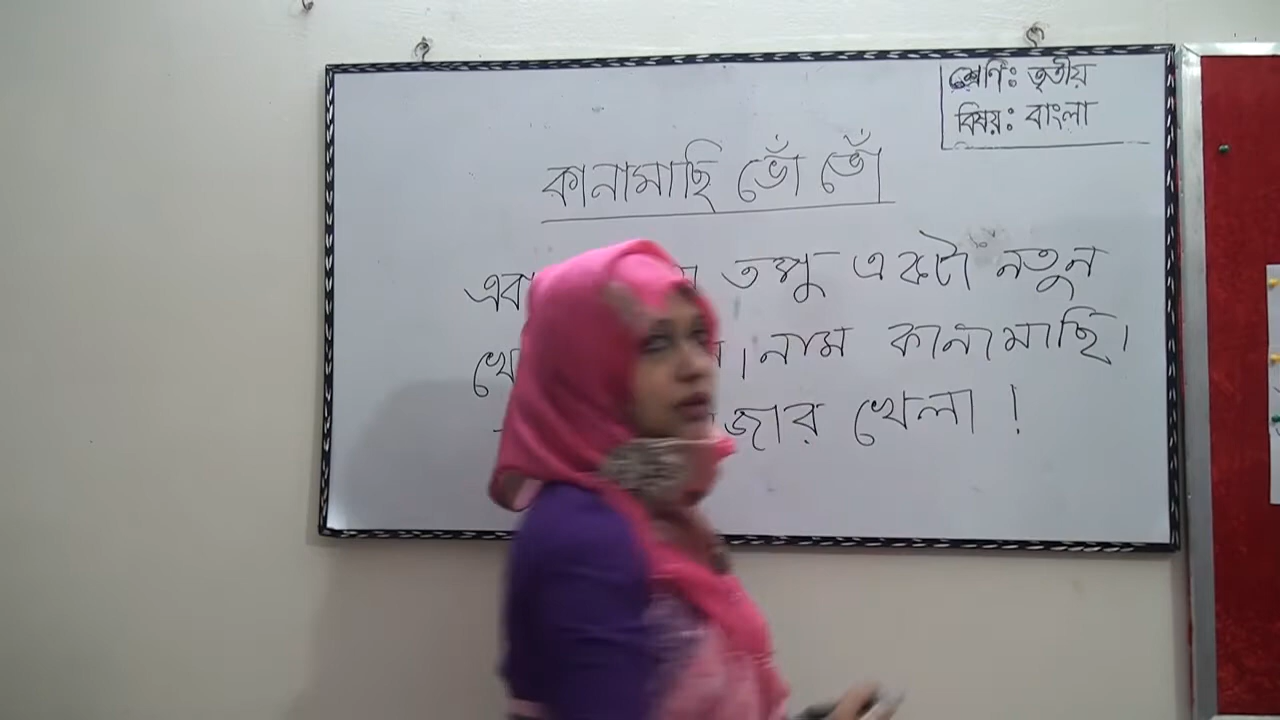 শ্রেণি: তৃতীয়
বিষয়: বাংলা
কানামাছি ভোঁ ভোঁ
তপু একটা নতুন
নাম কানামাছি।
খেলা!